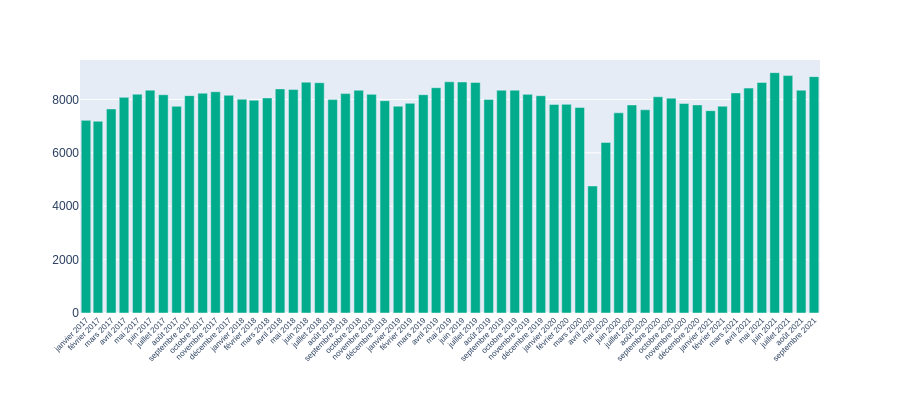 8000
6000
4000
2000
0
janvier 2017
février 2017
mars 2017
avril 2017
mai 2017
juin 2017
juillet 2017
août 2017
septembre 2017
octobre 2017
novembre 2017
décembre 2017
janvier 2018
février 2018
mars 2018
avril 2018
mai 2018
juin 2018
juillet 2018
août 2018
septembre 2018
octobre 2018
novembre 2018
décembre 2018
janvier 2019
février 2019
mars 2019
avril 2019
mai 2019
juin 2019
juillet 2019
août 2019
septembre 2019
octobre 2019
novembre 2019
décembre 2019
janvier 2020
février 2020
mars 2020
avril 2020
mai 2020
juin 2020
juillet 2020
août 2020
septembre 2020
octobre 2020
novembre 2020
décembre 2020
janvier 2021
février 2021
mars 2021
avril 2021
mai 2021
juin 2021
juillet 2021
août 2021
septembre 2021